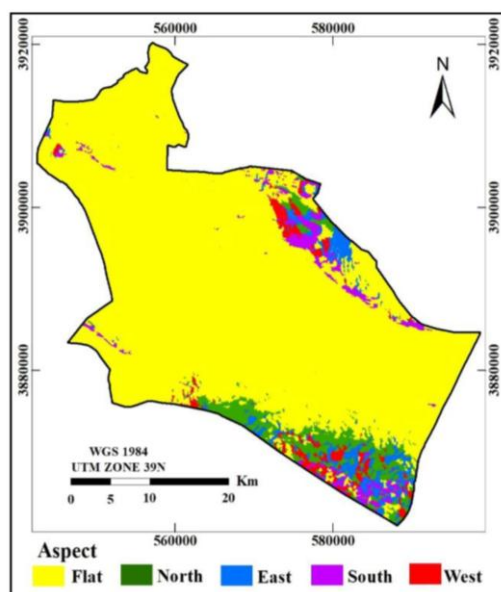 560000 580000
3920000 3920000
N
3900000 3900000
3880000 3880000
WGS 1984
UTM ZONE 39N
Km
0 5 10 20
560000 580000
Aspect
Flat North East South West